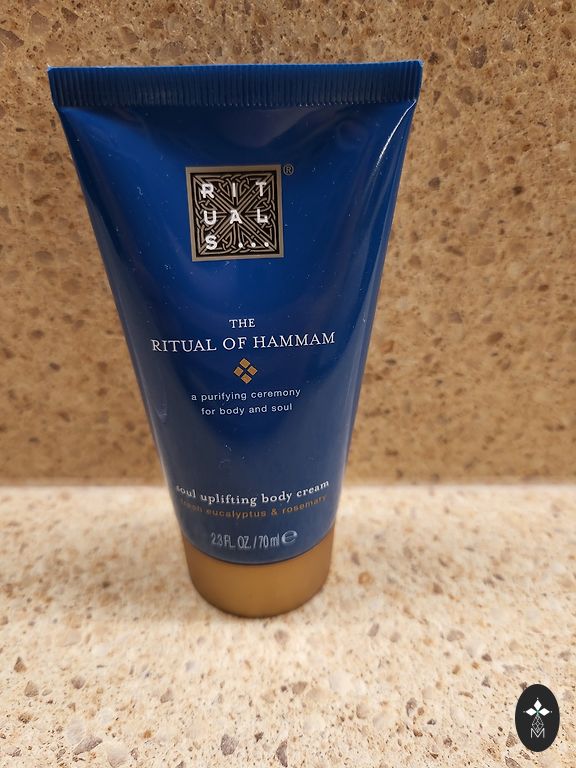 RIT
UAL
S...
®
THE
RITUAL OF HAMMAM
a purifying ceremony
for body and soul
soul uplifting body cream
fresh eucalyptus & rosemary
2.3 FL. OZ. / 70 ml ℮
M